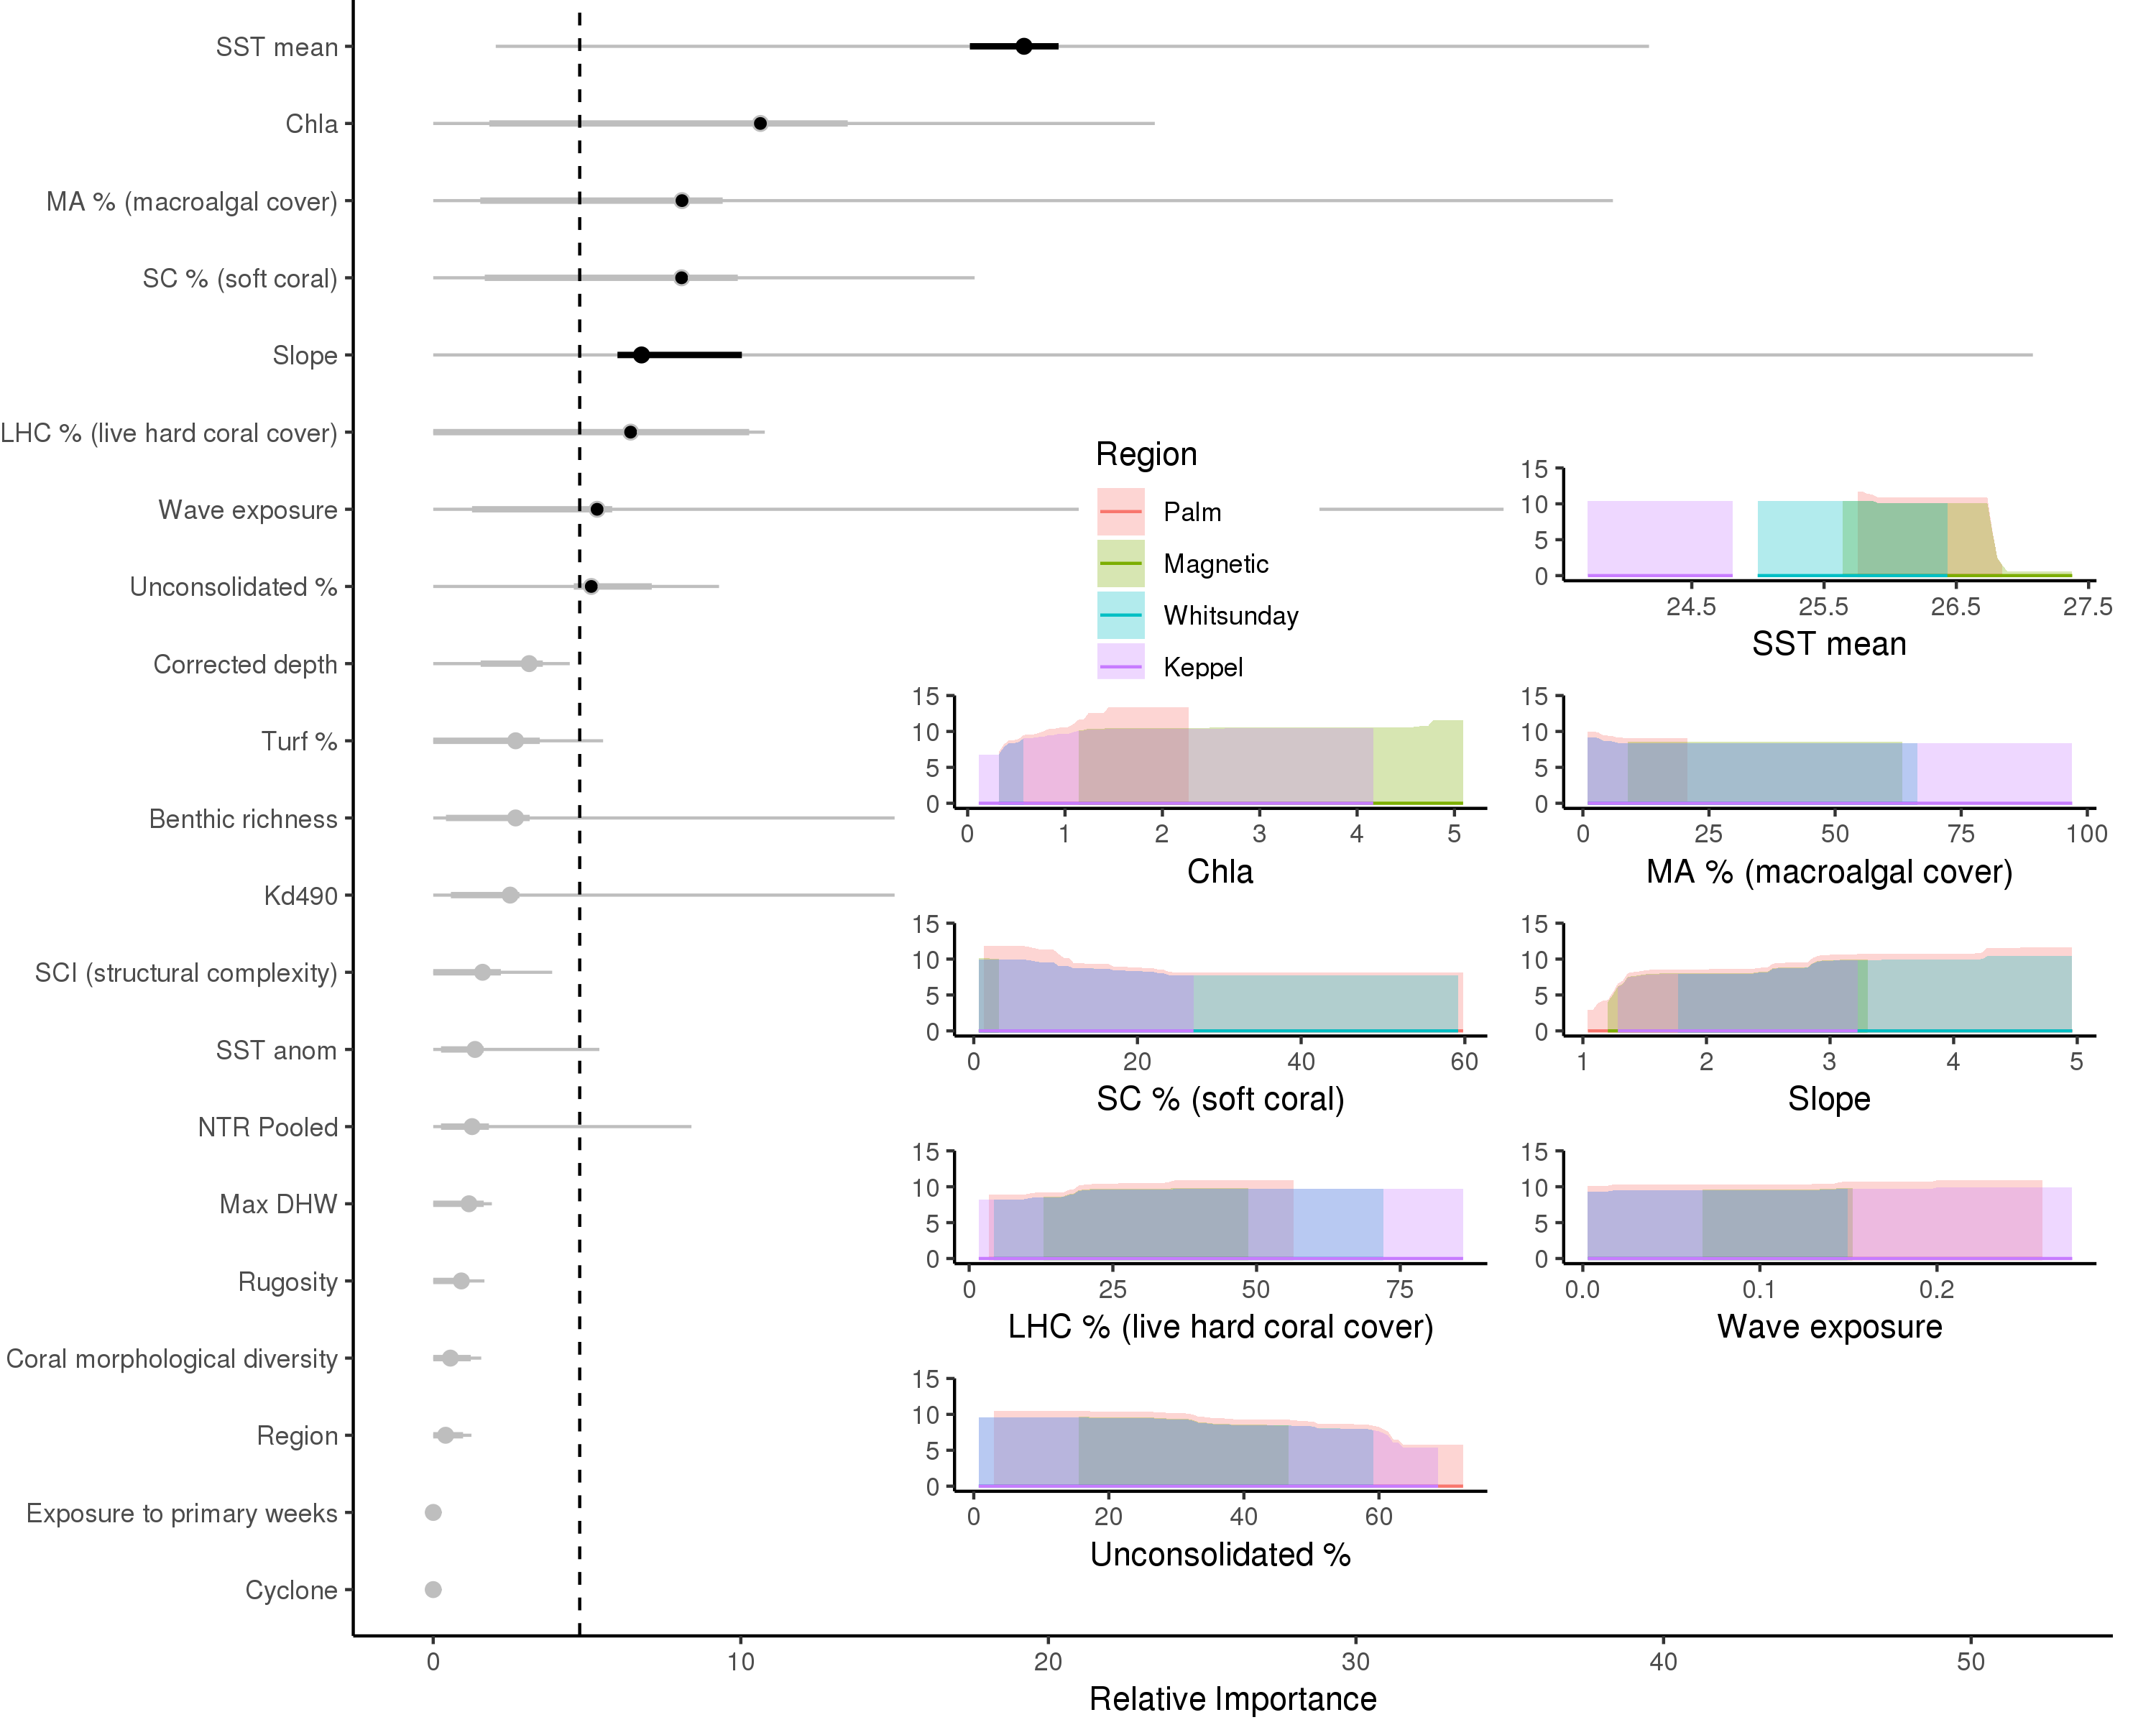 SST mean
Chla
MA % (macroalgal cover)
SC % (soft coral)
Slope
LHC % (live hard coral cover)
Wave exposure
Unconsolidated %
Corrected depth
Turf %
Benthic richness
Kd490
SCI (structural complexity)
SST anom
NTR Pooled
Max DHW
Rugosity
Coral morphological diversity
Region
Exposure to primary weeks
Cyclone
0 10 20 30 40 50
Relative Importance
Region
Palm
Magnetic
Whitsunday
Keppel
15
10
5
0
24.5 25.5 26.5 27.5
SST mean
15
10
5
0
0 1 2 3 4 5
Chla
15
10
5
0
0 25 50 75 100
MA % (macroalgal cover)
15
10
5
0
0 20 40 60
SC % (soft coral)
15
10
5
0
1 2 3 4 5
Slope
15
10
5
0
0 25 50 75
LHC % (live hard coral cover)
15
10
5
0
0.0 0.1 0.2
Wave exposure
15
10
5
0
0 20 40 60
Unconsolidated %